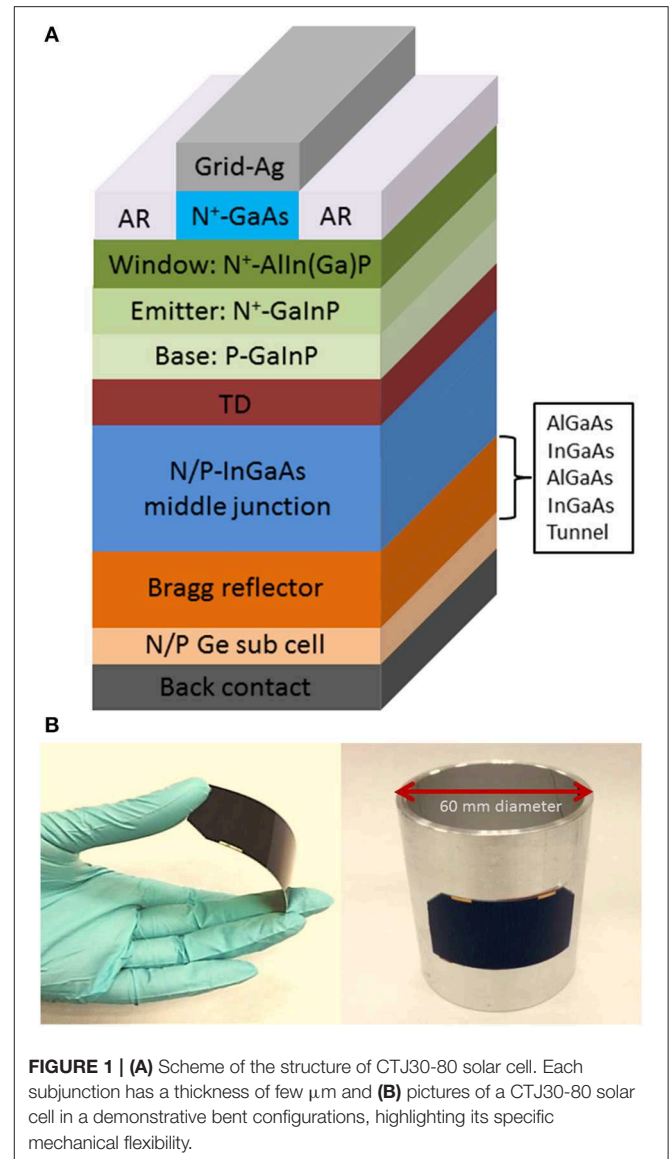 A
Grid-Ag
AR N⁺-GaAs AR
Window: N⁺-AlIn(Ga)P
Emitter: N⁺-GaInP
Base: P-GaInP
TD
N/P-InGaAs
middle junction
Bragg reflector
N/P Ge sub cell
Back contact
AlGaAs
InGaAs
AlGaAs
InGaAs
Tunnel
B
60 mm diameter
FIGURE 1 | (A) Scheme of the structure of CTJ30-80 solar cell. Each
subjunction has a thickness of few μm and (B) pictures of a CTJ30-80 solar
cell in a demonstrative bent configurations, highlighting its specific
mechanical flexibility.